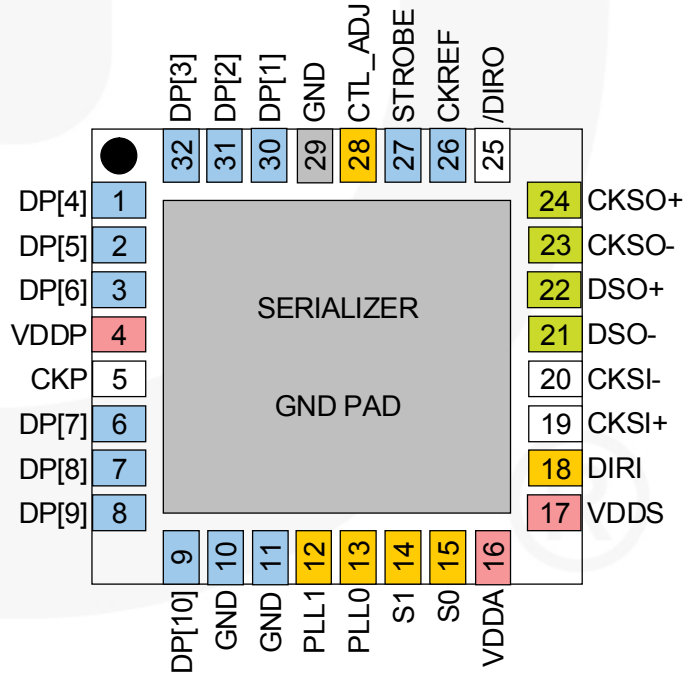 DP[3]
DP[2]
DP[1]
GND
CTL_ADJ
STROBE
CKREF
/DIRO
32
31
30
29
28
27
26
25
DP[4] 1
DP[5] 2
DP[6] 3
VDDP 4
CKP 5
DP[7] 6
DP[8] 7
DP[9] 8
SERIALIZER
GND PAD
24 CKSO+
23 CKSO-
22 DSO+
21 DSO-
20 CKSI-
19 CKSI+
18 DIRI
17 VDDS
9
10
11
12
13
14
15
16
DP[10]
GND
GND
PLL1
PLL0
S1
S0
VDDA
®